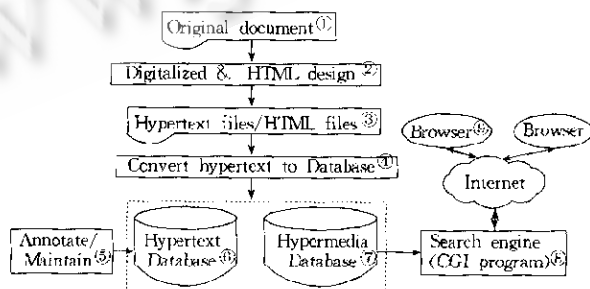 Original document①
Digitalized & HTML design②
Hypertext files/HTML files③
Convert hypertext to Database④
Browser⑨
Browser
Internet
Annotate/
Maintain⑤
Hypertext
Database⑥
Hypermedia
Database⑦
Search engine
(CGI program)⑧